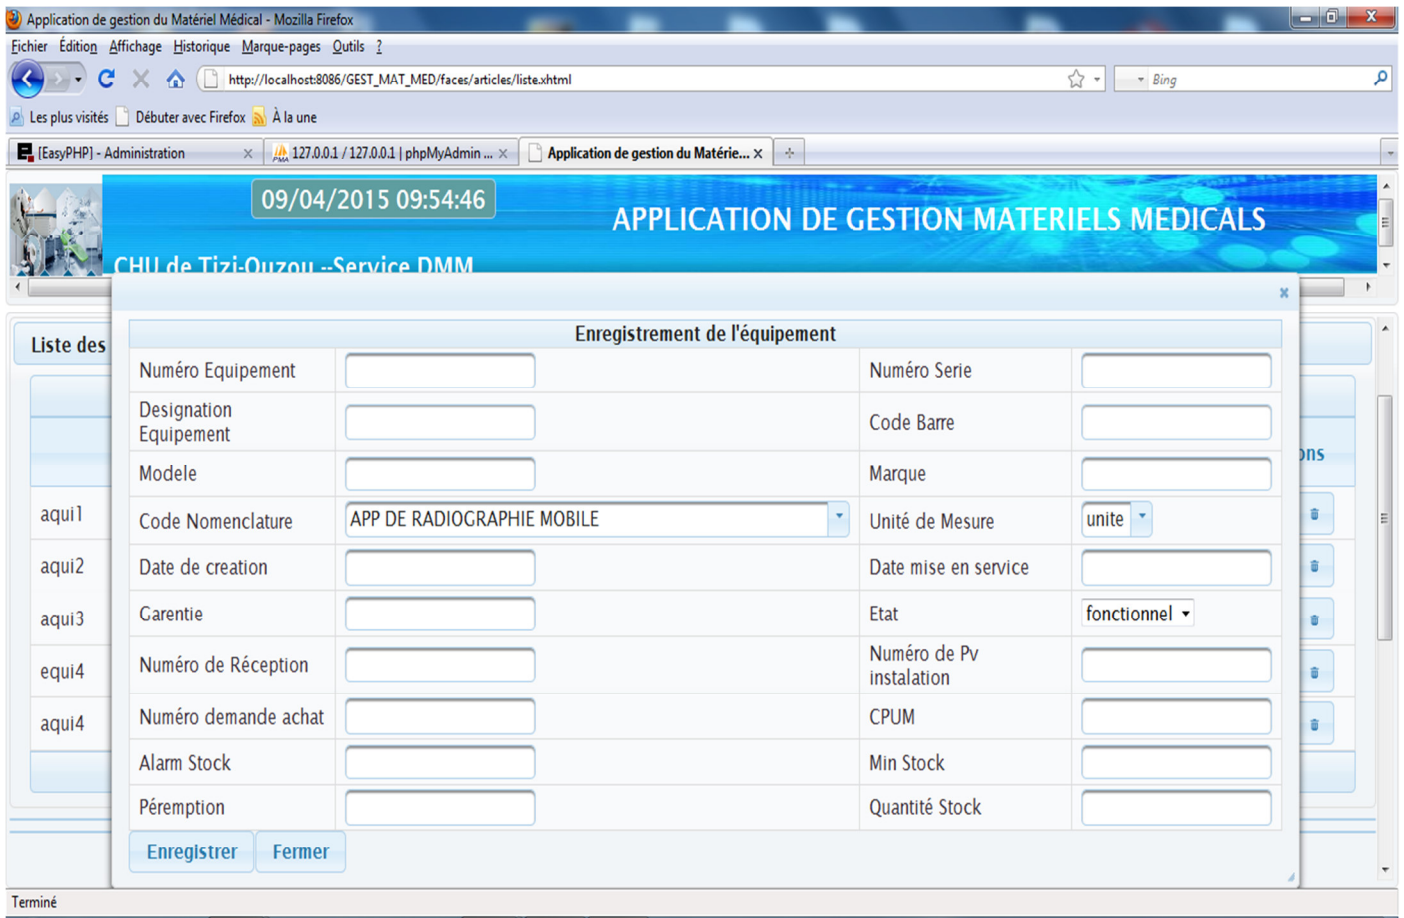 Application de gestion du Matériel Médical - Mozilla Firefox
Fichier Édition Affichage Historique Marque-pages Outils ?
http://localhost:8086/GEST_MAT_MED/faces/articles/liste.xhtml
Bing
Les plus visités Débuter avec Firefox À la une
[EasyPHP] - Administration
127.0.0.1 / 127.0.0.1 | phpMyAdmin ...
Application de gestion du Matérie...
09/04/2015 09:54:46
APPLICATION DE GESTION MATERIELS MEDICALS
CHU de Tizi-Ouzou --Service DMM
Liste des
Enregistrement de l'équipement
Numéro Equipement
Numéro Serie
Designation
Equipement
Code Barre
Modele
Marque
ons
Code Nomenclature
APP DE RADIOGRAPHIE MOBILE
Unité de Mesure
unite
Date de creation
Date mise en service
Garentie
Etat
fonctionnel
Numéro de Réception
Numéro de Pv
instalation
Numéro demande achat
CPUM
Alarm Stock
Min Stock
Péremption
Quantité Stock
aqui1
aqui2
aqui3
equi4
aqui4
Enregistrer
Fermer
Terminé